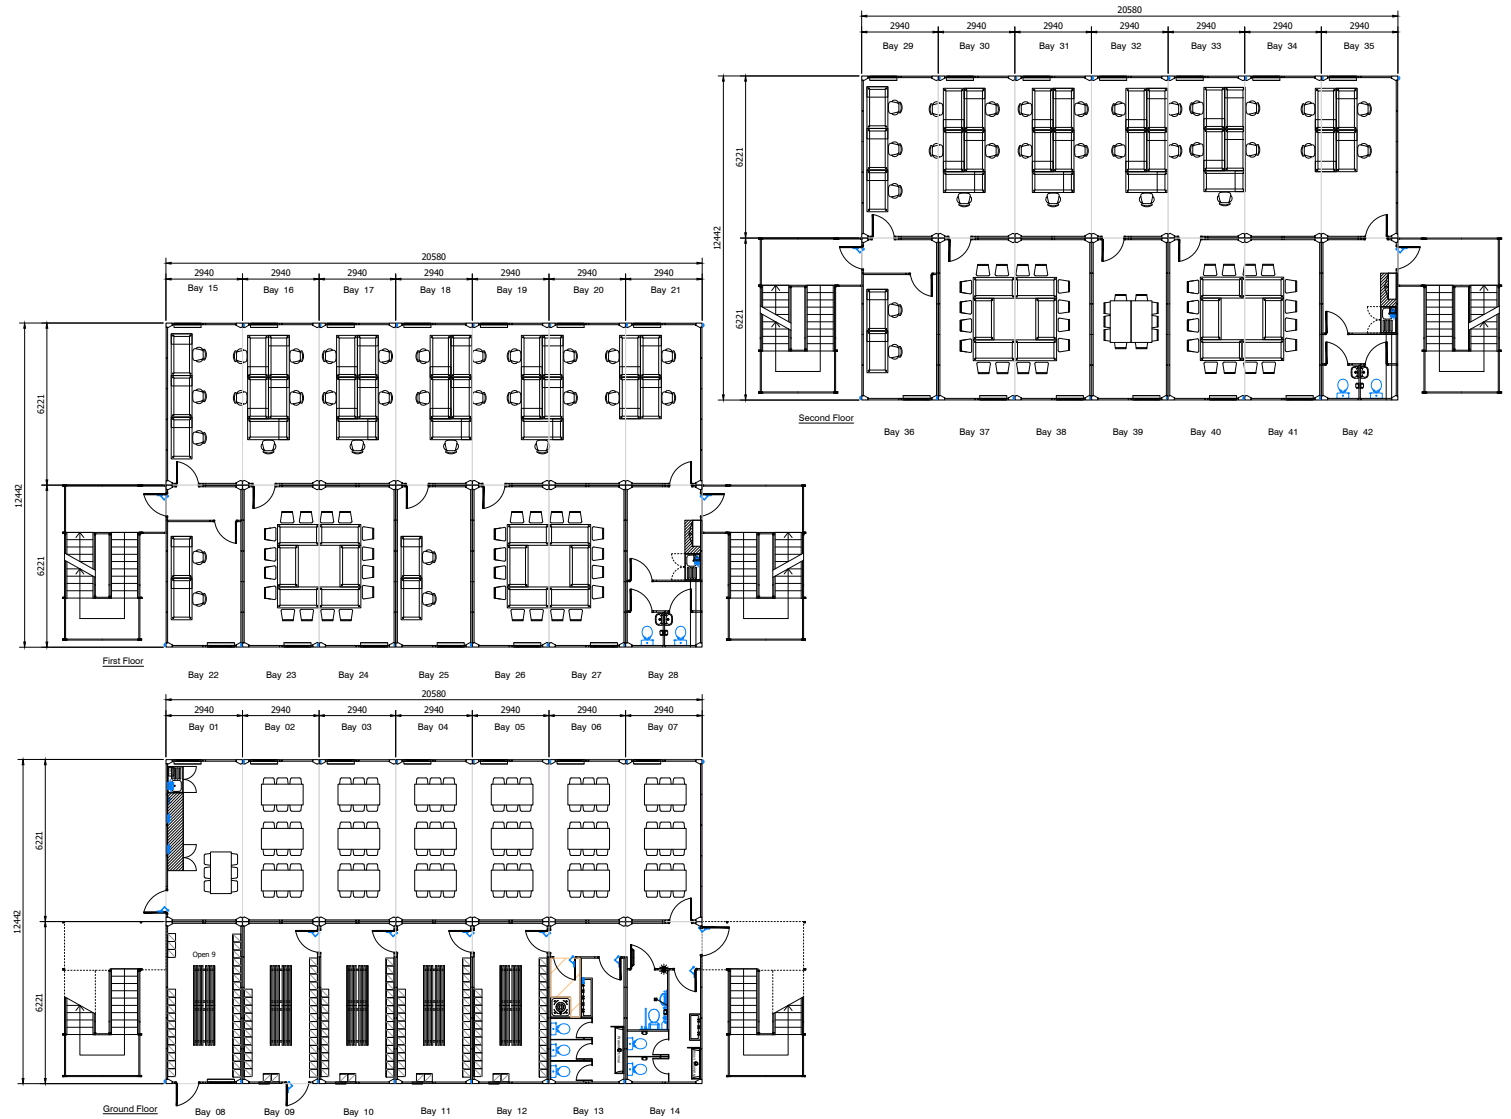 20580
2940 2940 2940 2940 2940 2940 2940
Bay 29 Bay 30 Bay 31 Bay 32 Bay 33 Bay 34 Bay 35
12442
6221
6221
Second Floor
Bay 36 Bay 37 Bay 38 Bay 39 Bay 40 Bay 41 Bay 42
20580
2940 2940 2940 2940 2940 2940 2940
Bay 15 Bay 16 Bay 17 Bay 18 Bay 19 Bay 20 Bay 21
12442
6221
6221
First Floor
Bay 22 Bay 23 Bay 24 Bay 25 Bay 26 Bay 27 Bay 28
20580
2940 2940 2940 2940 2940 2940 2940
Bay 01 Bay 02 Bay 03 Bay 04 Bay 05 Bay 06 Bay 07
12442
6221
6221
Open 9
Ground Floor
Bay 08 Bay 09 Bay 10 Bay 11 Bay 12 Bay 13 Bay 14